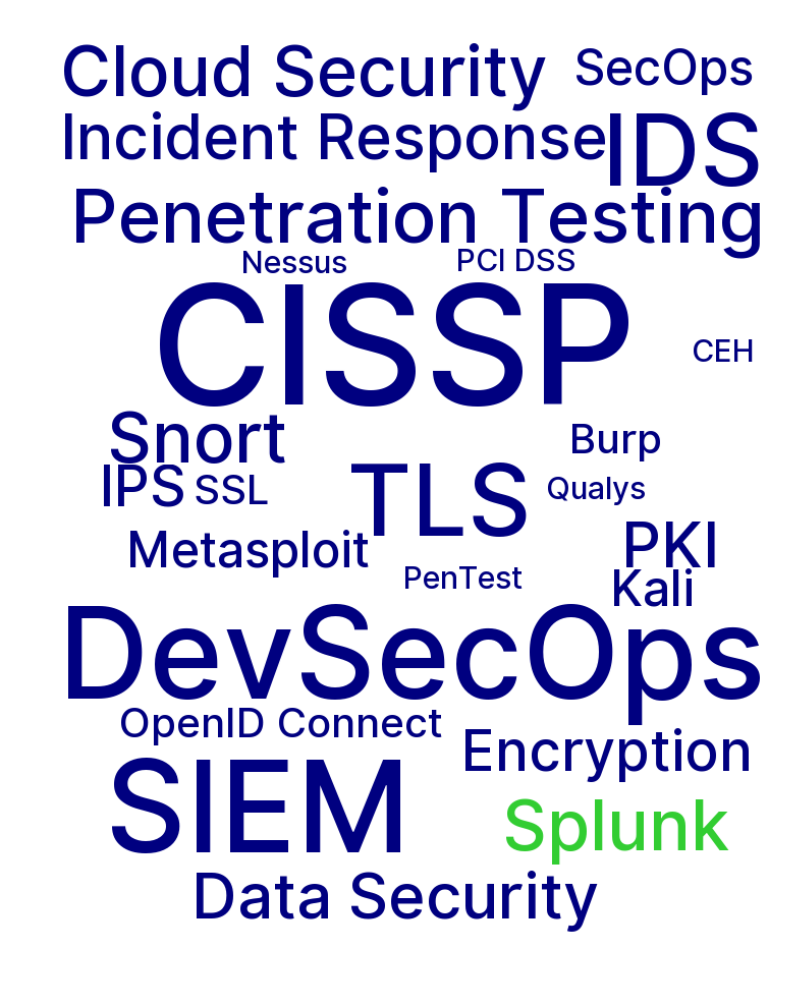 Cloud Security
SecOps
Incident Response
IDS
Penetration Testing
Nessus
PCI DSS
CISSP
CEH
Snort
Burp
IPS
SSL
TLS
Qualys
Metasploit
PKI
PenTest
Kali
DevSecOps
OpenID Connect
Encryption
SIEM
Splunk
Data Security